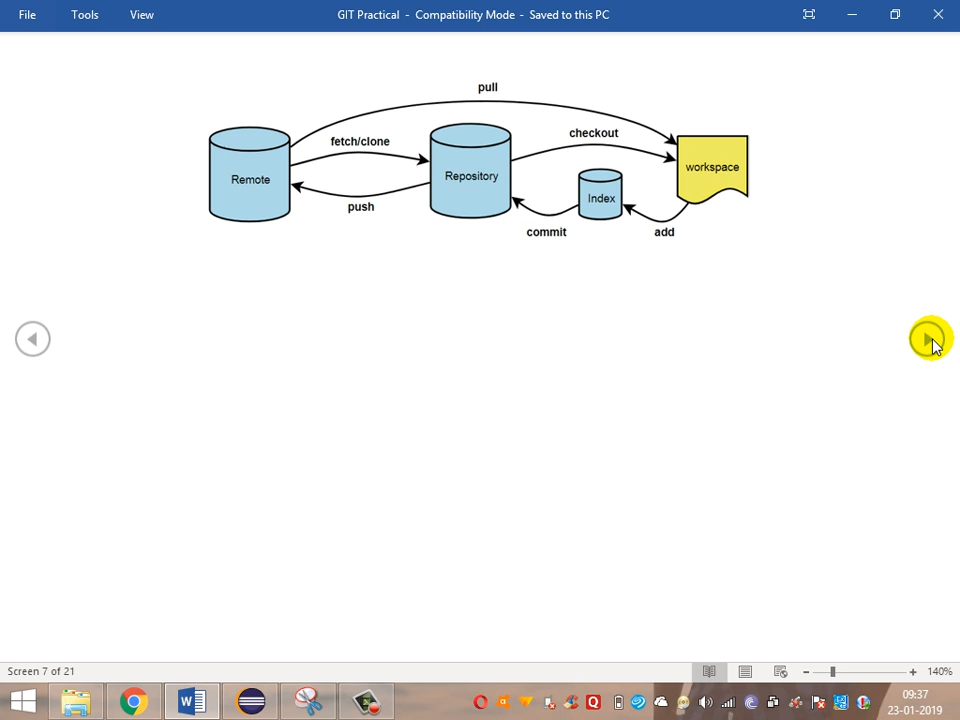 File Tools View GIT Practical - Compatibility Mode - Saved to this PC
pull
fetch/clone
checkout
Remote
Repository
workspace
Index
push
commit
add
Screen 7 of 21
140%
09:37
23-01-2019